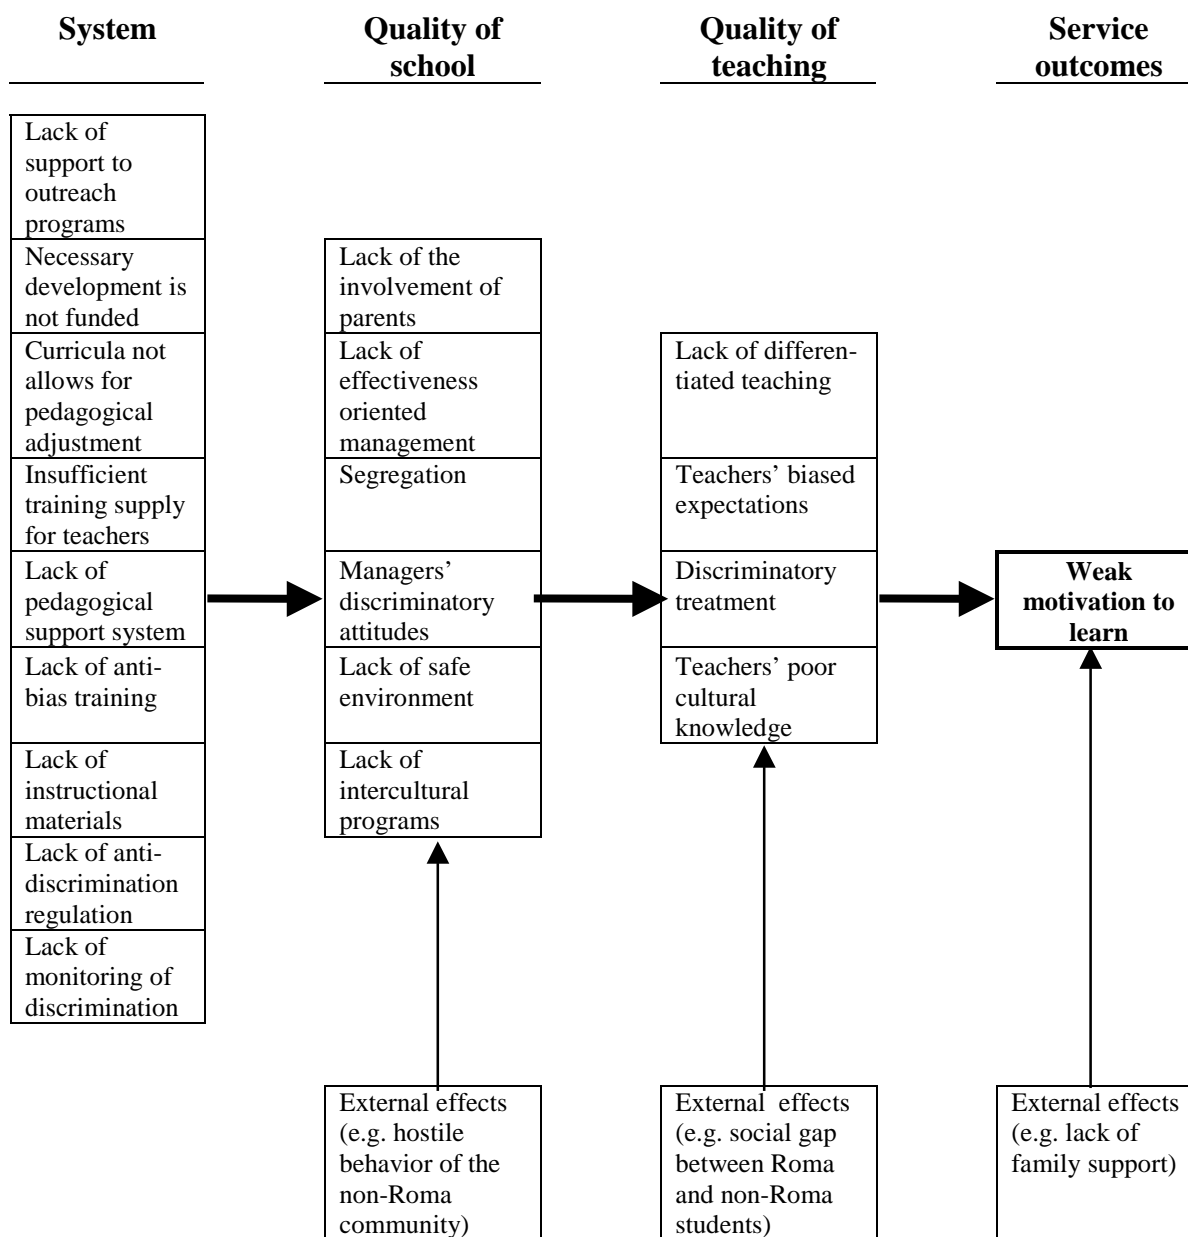 System
Quality of
school
Quality of
teaching
Service
outcomes
Lack of
support to
outreach
programs
Necessary
development is
not funded
Curricula not
allows for
pedagogical
adjustment
Insufficient
training supply
for teachers
Lack of
pedagogical
support system
Lack of anti-
bias training
Lack of
instructional
materials
Lack of anti-
discrimination
regulation
Lack of
monitoring of
discrimination
Lack of the
involvement of
parents
Lack of
effectiveness
oriented
management
Segregation
Managers’
discriminatory
attitudes
Lack of safe
environment
Lack of
intercultural
programs
Lack of differen-
tiated teaching
Teachers’ biased
expectations
Discriminatory
treatment
Teachers’ poor
cultural
knowledge
Weak
motivation to
learn
External effects
(e.g. hostile
behavior of the
non-Roma
community)
External effects
(e.g. social gap
between Roma
and non-Roma
students)
External effects
(e.g. lack of
family support)